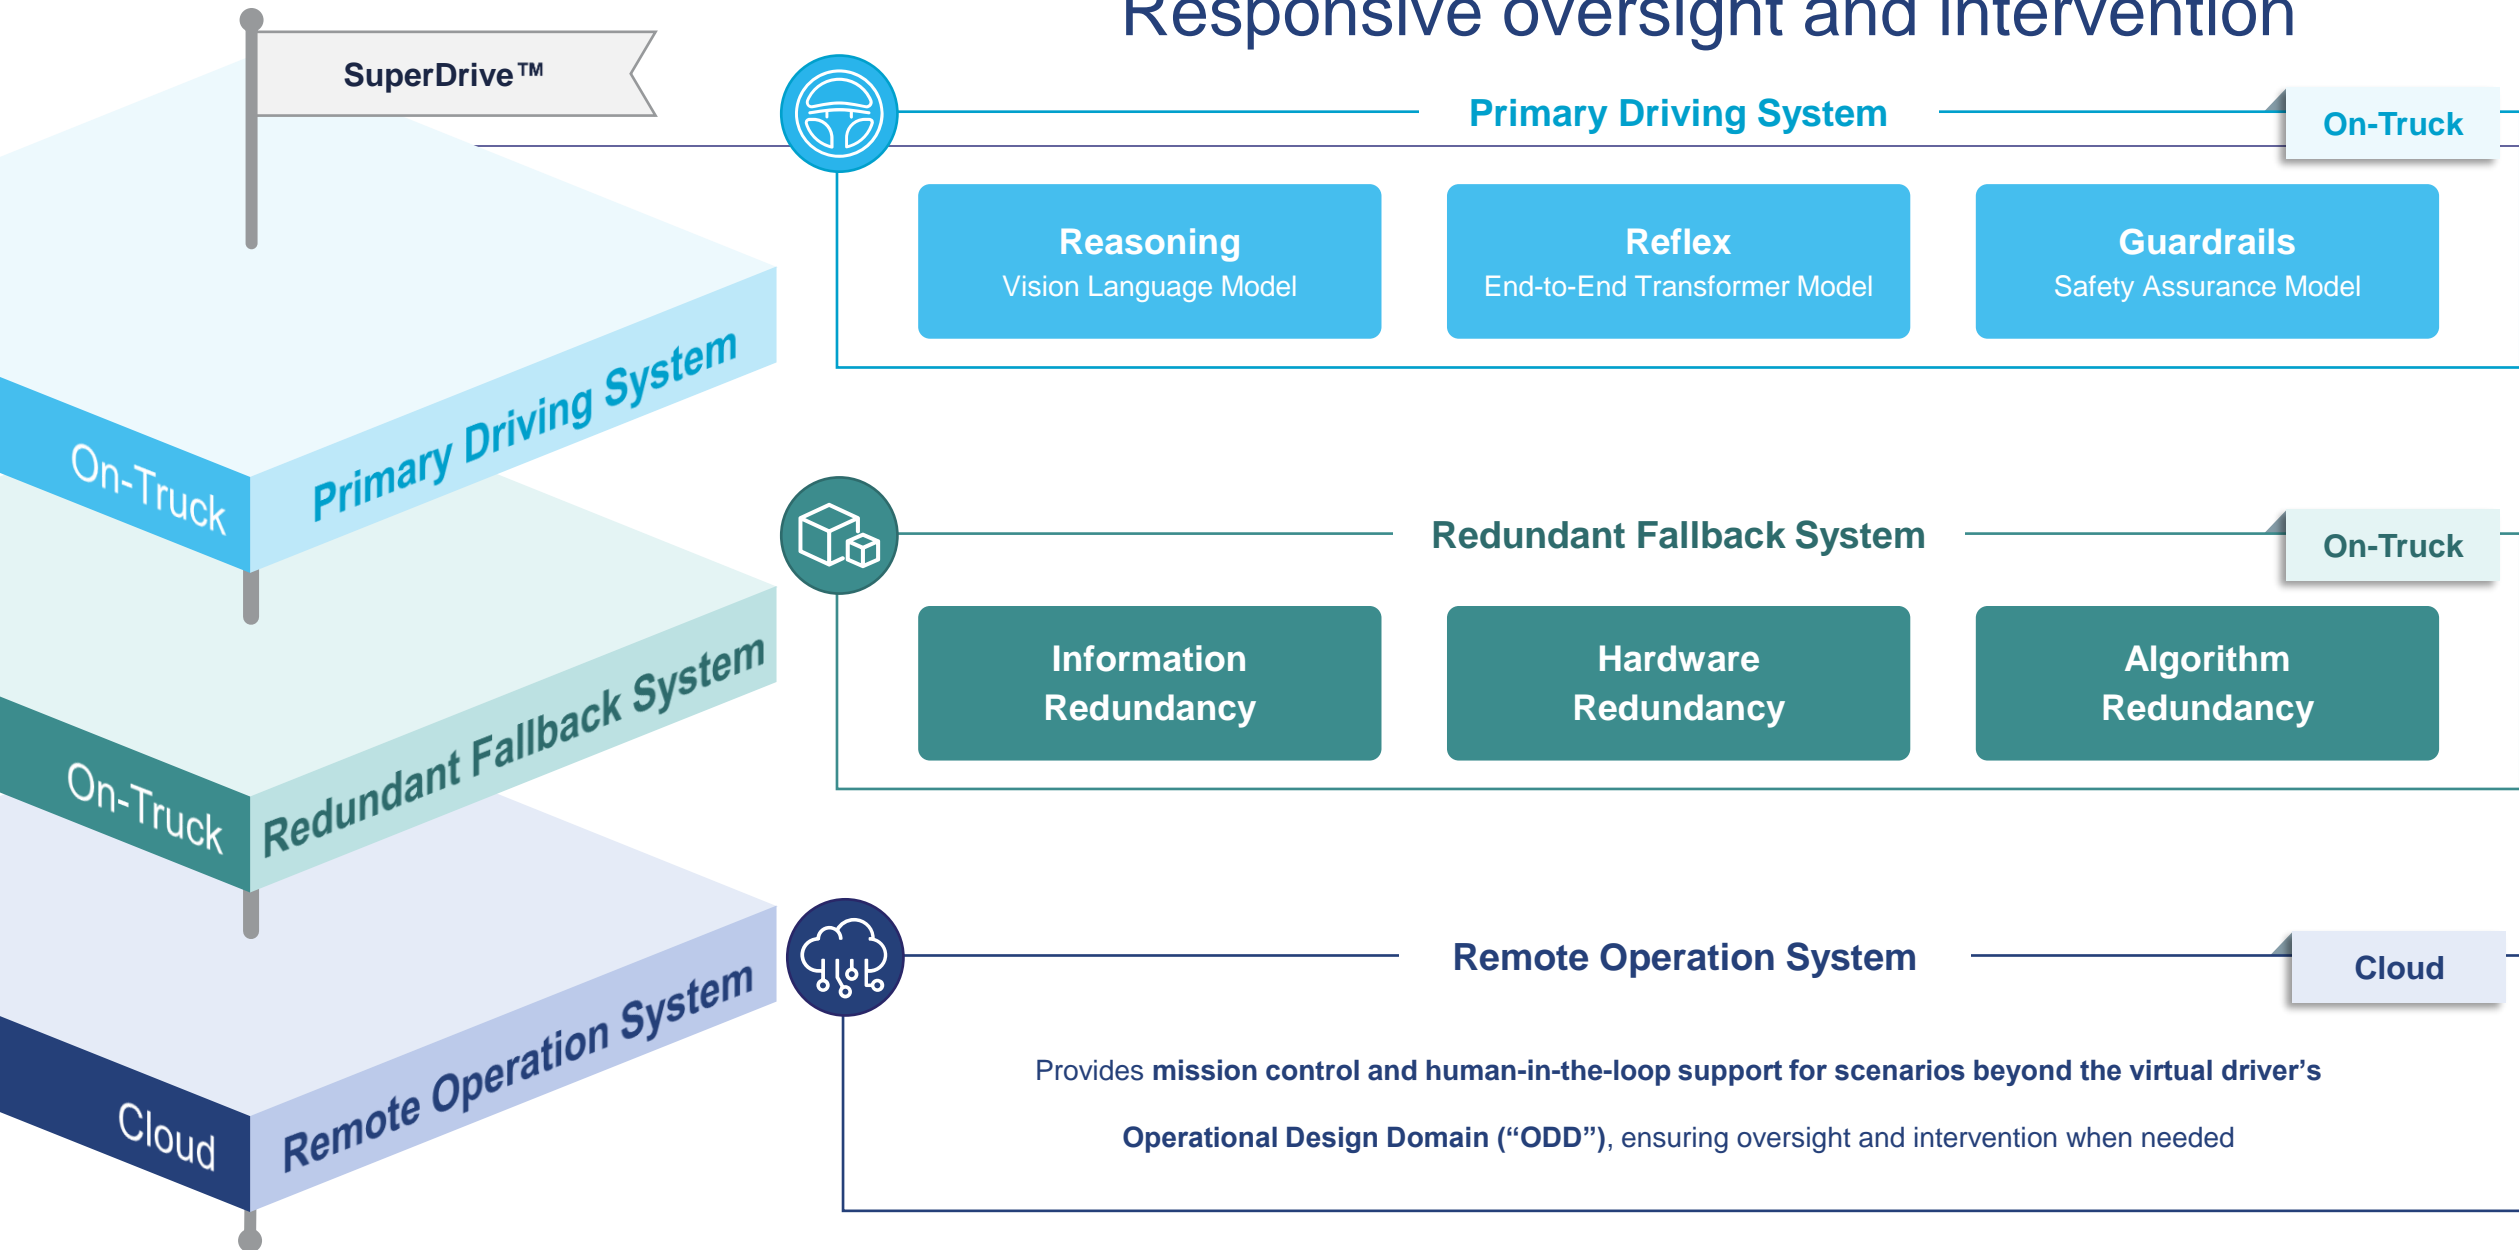 Responsive oversight and intervention
SuperDrive™
Primary Driving System
On-Truck
Reasoning
Vision Language Model
Reflex
End-to-End Transformer Model
Guardrails
Safety Assurance Model
On-Truck
Primary Driving System
Redundant Fallback System
On-Truck
Information
Redundancy
Hardware
Redundancy
Algorithm
Redundancy
On-Truck
Redundant Fallback System
Remote Operation System
Cloud
Provides mission control and human-in-the-loop support for scenarios beyond the virtual driver’s
Operational Design Domain (“ODD”), ensuring oversight and intervention when needed
Cloud
Remote Operation System